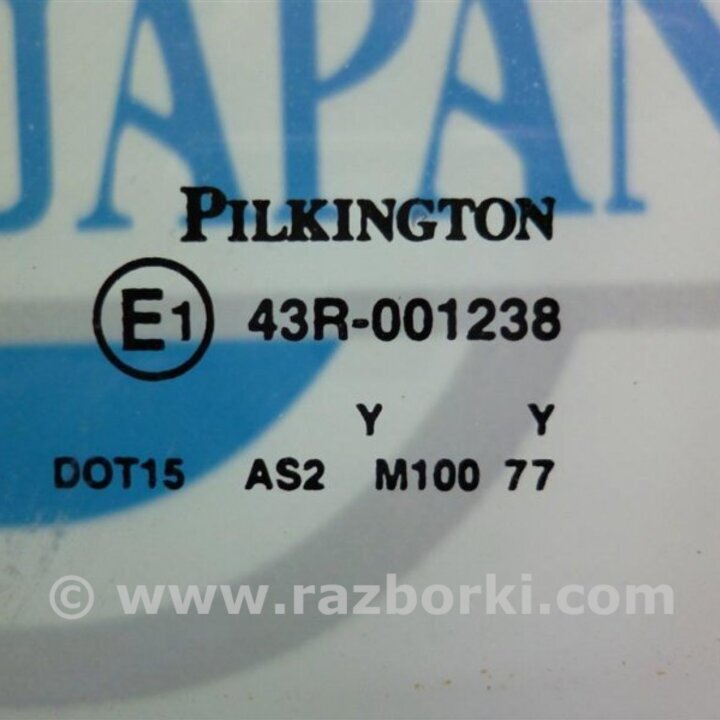 JAPAN
PILKINGTON
E1 43R-001238
Y Y
DOT15 AS2 M100 77
© www.razborki.com